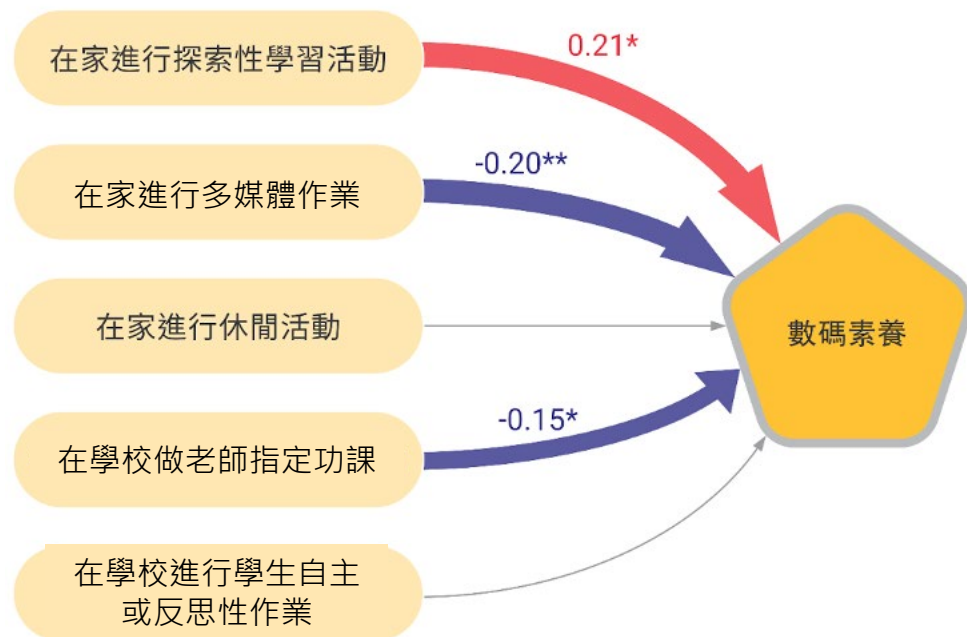 在家進行探索性學習活動
0.21*
在家進行多媒體作業
-0.20**
在家進行休閒活動
數碼素養
在學校做老師指定功課
-0.15*
在學校進行學生自主
或反思性作業